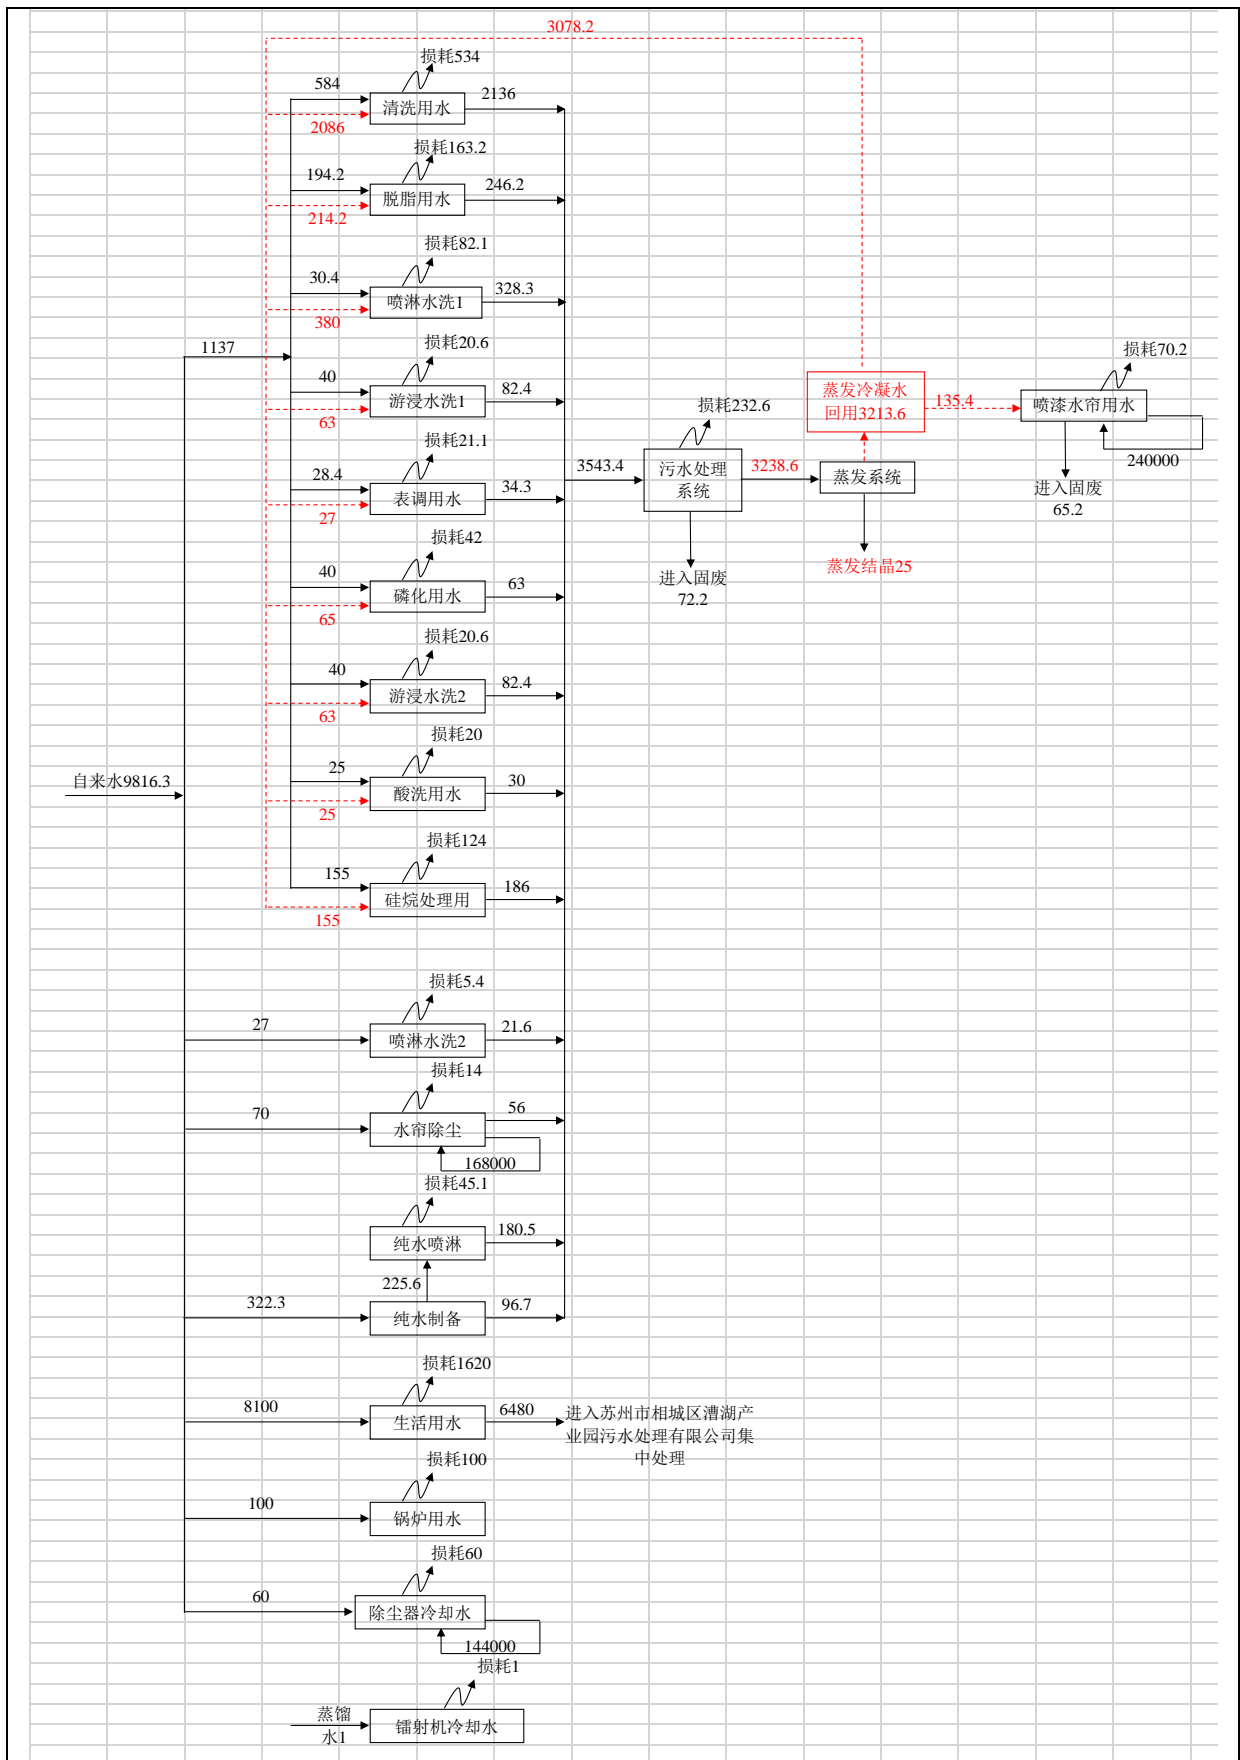 3078.2
损耗534
584
清洗用水
2136
2086
损耗163.2
194.2
脱脂用水
246.2
214.2
损耗82.1
30.4
喷淋水洗1
328.3
380
1137
损耗20.6
40
游浸水洗1
82.4
63
损耗21.1
28.4
表调用水
34.3
27
损耗42
40
磷化用水
63
65
损耗20.6
40
游浸水洗2
82.4
63
损耗20
25
酸洗用水
30
25
自来水9816.3
损耗124
155
硅烷处理用
186
155
3543.4
损耗232.6
污水处理
系统
进入固废
72.2
3238.6
蒸发系统
蒸发结晶25
蒸发冷凝水
回用3213.6
135.4
损耗70.2
喷漆水帘用水
240000
进入固废
65.2
损耗5.4
27
喷淋水洗2
21.6
损耗14
70
水帘除尘
56
168000
损耗45.1
纯水喷淋
180.5
225.6
322.3
纯水制备
96.7
损耗1620
8100
生活用水
6480
进入苏州市相城区漕湖产
业园污水处理有限公司集
中处理
损耗100
100
锅炉用水
损耗60
60
除尘器冷却水
144000
损耗1
蒸馏
水1
镭射机冷却水